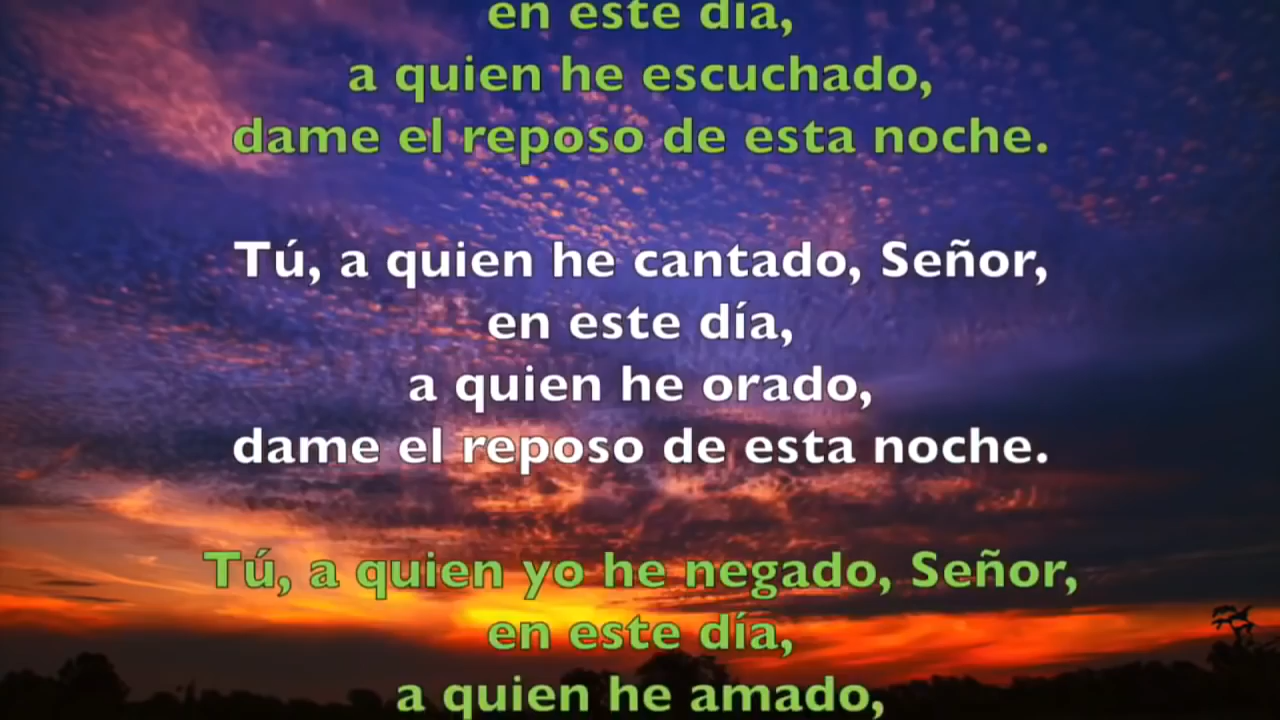 en este día,
a quien he escuchado,
dame el reposo de esta noche.
Tú, a quien he cantado, Señor,
en este día,
a quien he orado,
dame el reposo de esta noche.
Tú, a quien yo he negado, Señor,
en este día,
a quien he amado,